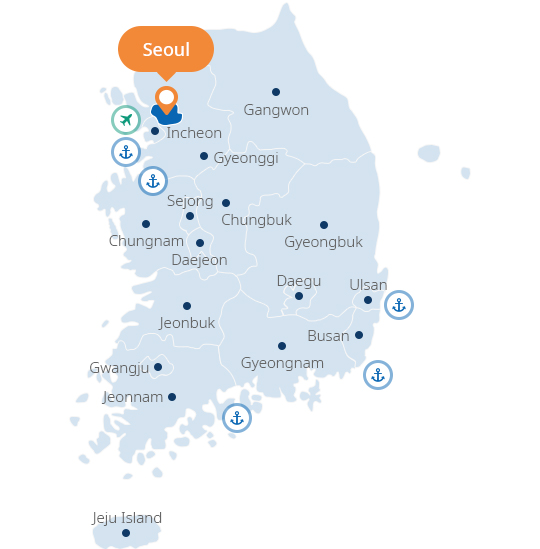 Seoul
Gangwon
Incheon
Gyeonggi
Sejong
Chungbuk
Chungnam
Gyeongbuk
Daejeon
Daegu
Ulsan
Jeonbuk
Busan
Gyeongnam
Gwangju
Jeonnam
Jeju Island